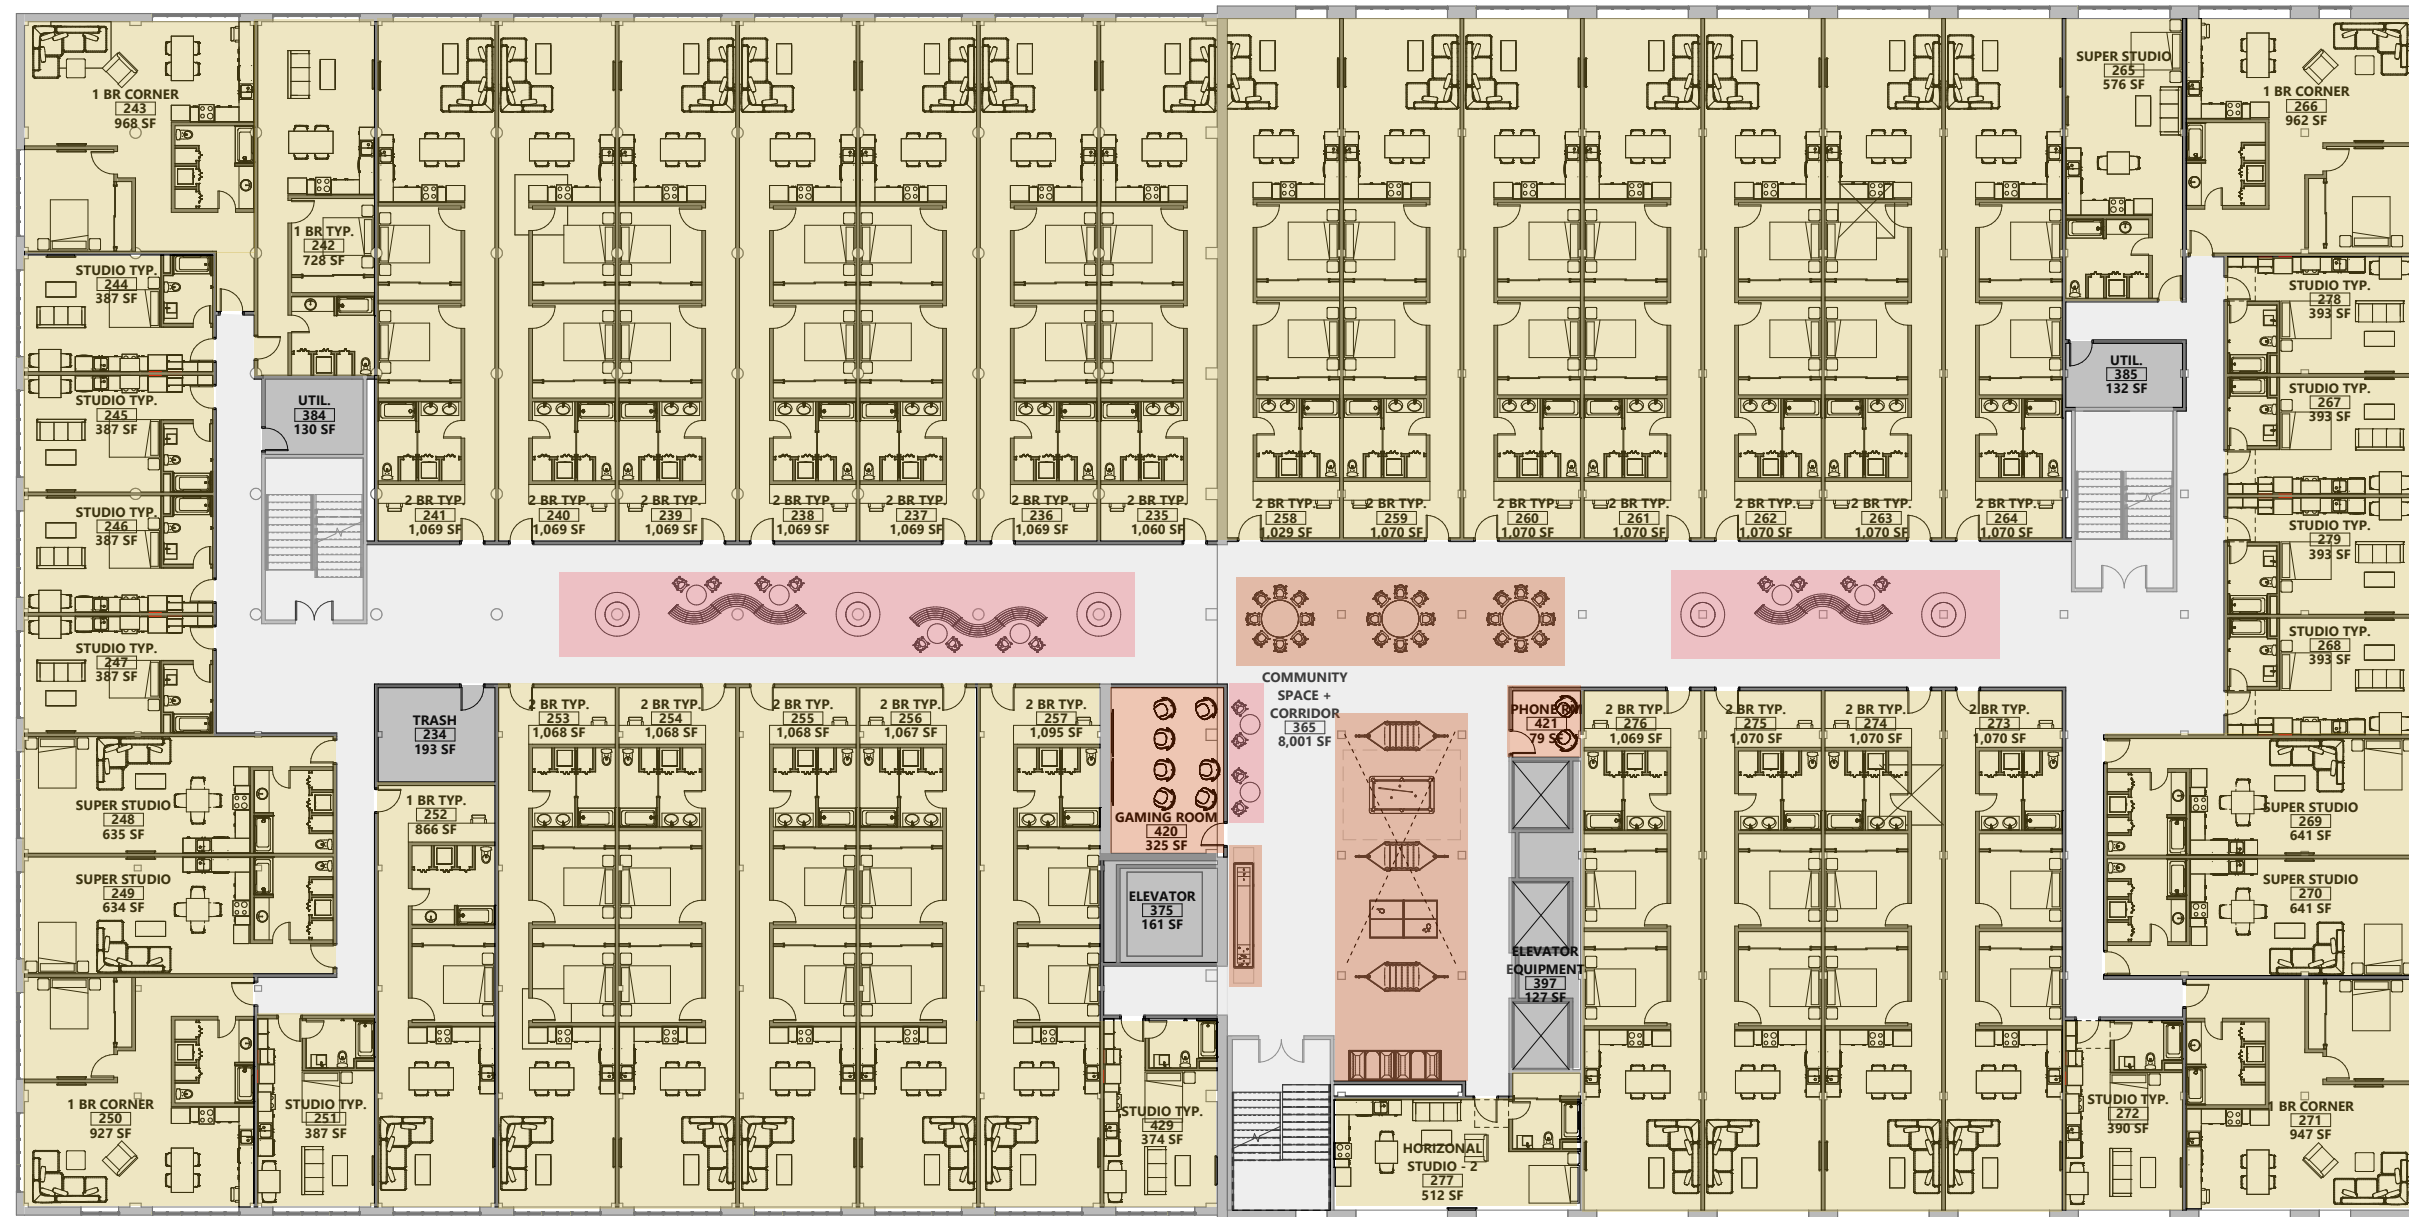 1 BR CORNER
243
968 SF
1 BR TYP.
242
728 SF
SUPER STUDIO
265
576 SF
1 BR CORNER
266
962 SF
STUDIO TYP.
244
387 SF
STUDIO TYP.
245
387 SF
STUDIO TYP.
246
387 SF
STUDIO TYP.
247
387 SF
UTIL.
384
130 SF
2 BR TYP.
241
1,069 SF
2 BR TYP.
240
1,069 SF
2 BR TYP.
239
1,069 SF
2 BR TYP.
238
1,069 SF
2 BR TYP.
237
1,069 SF
2 BR TYP.
236
1,069 SF
2 BR TYP.
235
1,060 SF
2 BR TYP.
258
1,029 SF
2 BR TYP.
259
1,070 SF
2 BR TYP.
260
1,070 SF
2 BR TYP.
261
1,070 SF
2 BR TYP.
262
1,070 SF
2 BR TYP.
263
1,070 SF
2 BR TYP.
264
1,070 SF
UTIL.
385
132 SF
STUDIO TYP.
278
393 SF
STUDIO TYP.
267
393 SF
STUDIO TYP.
279
393 SF
STUDIO TYP.
268
393 SF
TRASH
234
193 SF
2 BR TYP.
253
1,068 SF
2 BR TYP.
254
1,068 SF
2 BR TYP.
255
1,068 SF
2 BR TYP.
256
1,067 SF
2 BR TYP.
257
1,095 SF
COMMUNITY
SPACE +
CORRIDOR
365
8,001 SF
PHONE RM
421
79 SF
2 BR TYP.
276
1,069 SF
2 BR TYP.
275
1,070 SF
2 BR TYP.
274
1,070 SF
2 BR TYP.
273
1,070 SF
SUPER STUDIO
248
635 SF
1 BR TYP.
252
866 SF
GAMING ROOM
420
325 SF
SUPER STUDIO
269
641 SF
SUPER STUDIO
249
634 SF
ELEVATOR
375
161 SF
ELEVATOR
EQUIPMENT
397
127 SF
SUPER STUDIO
270
641 SF
1 BR CORNER
250
927 SF
STUDIO TYP.
251
387 SF
STUDIO TYP.
429
374 SF
HORIZONAL
STUDIO - 2
277
512 SF
STUDIO TYP.
272
390 SF
1 BR CORNER
271
947 SF